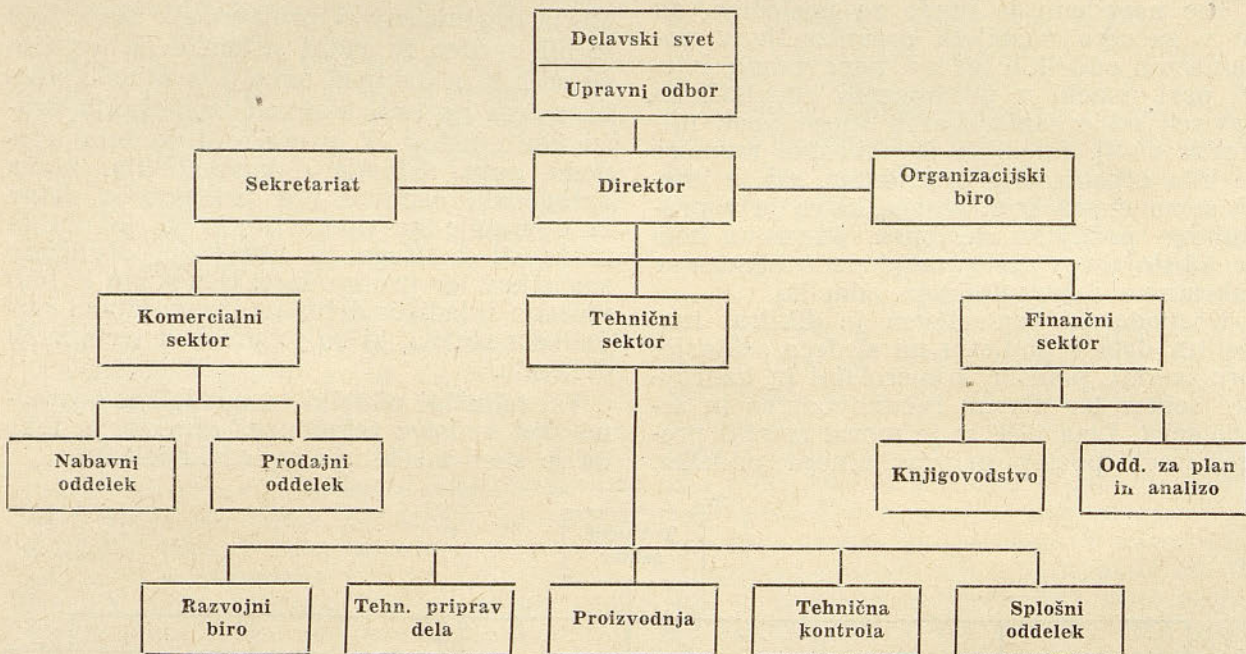 Delavski svet
Upravni odbor
Sekretariat
Direktor
Organizacijski
biro
Komercialni
sektor
Tehnični
sektor
Finančni
sektor
Nabavni
oddelek
Prodajni
oddelek
Knjigovodstvo
Odd. za plan
in analizo
Razvojni
biro
Tehn. priprav
dela
Proizvodnja
Tehnična
kontrola
Splošni
oddelek